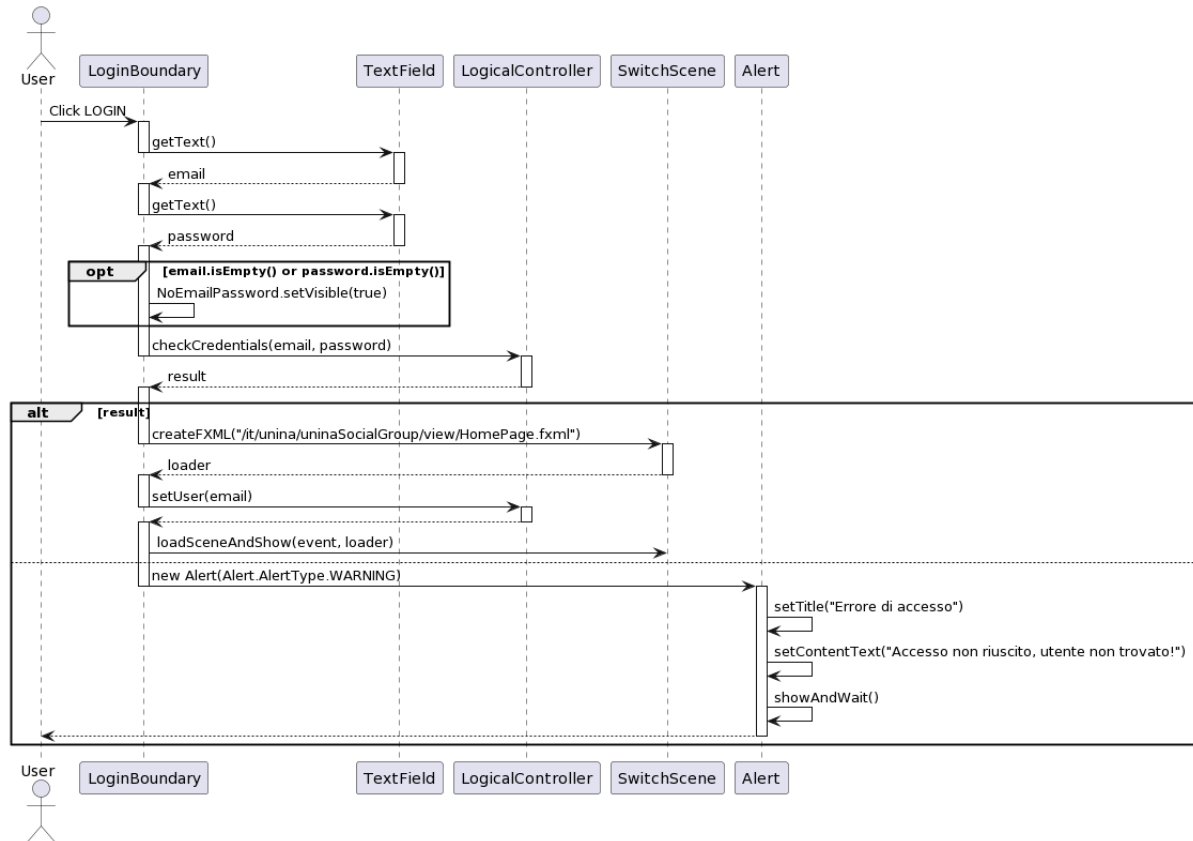 User
LoginBoundary
TextField
LogicalController
SwitchScene
Alert
Click LOGIN
getText()
email
getText()
password
opt
[email.isEmpty() or password.isEmpty()]
NoEmailPassword.setVisible(true)
checkCredentials(email, password)
result
alt
[result]
createFXML("/it/unina/uninaSocialGroup/view/HomePage.fxml")
loader
setUser(email)
loadSceneAndShow(event, loader)
new Alert(Alert.AlertType.WARNING)
setTitle("Errore di accesso")
setContentText("Accesso non riuscito, utente non trovato!")
showAndWait()
User
LoginBoundary
TextField
LogicalController
SwitchScene
Alert